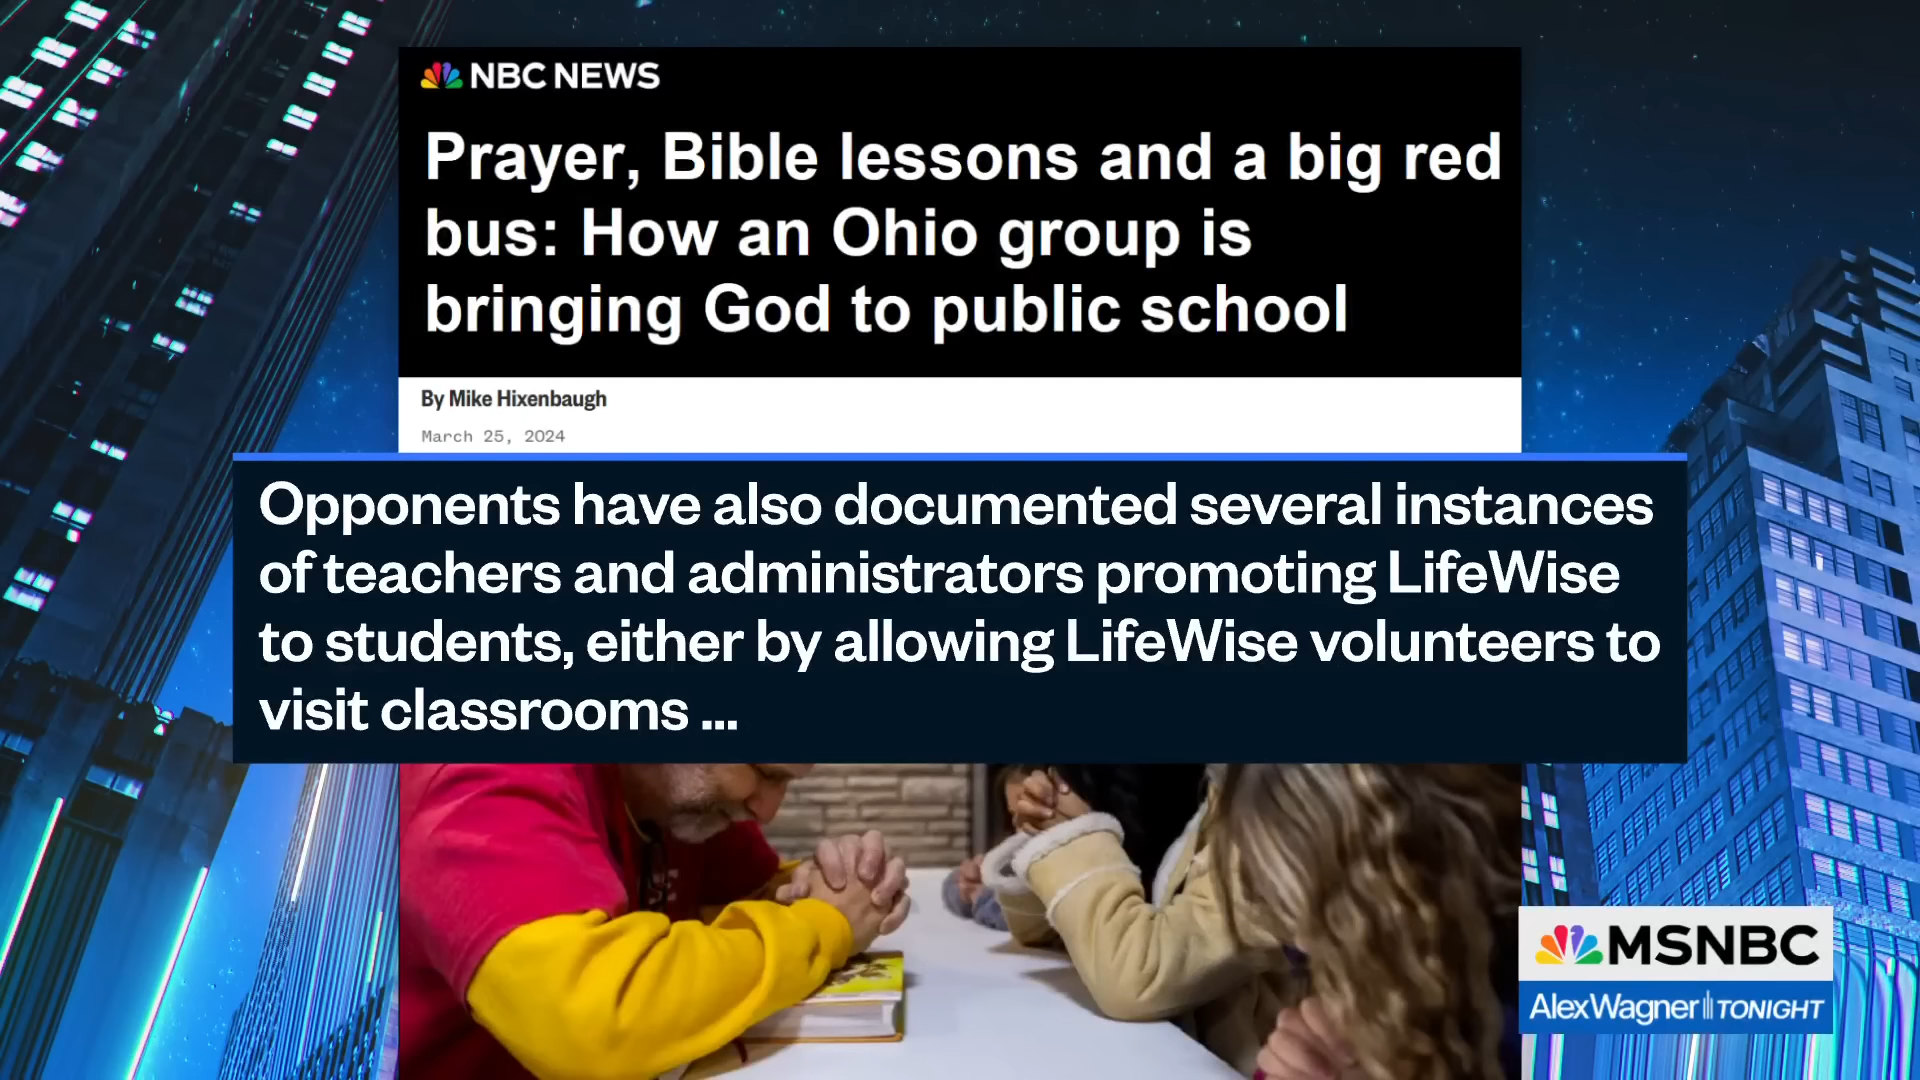 NBC NEWS
Prayer, Bible lessons and a big red
bus: How an Ohio group is
bringing God to public school
By Mike Hixenbaugh
March 25, 2024
Opponents have also documented several instances
of teachers and administrators promoting LifeWise
to students, either by allowing LifeWise volunteers to
visit classrooms ...
MSNBC
Alex Wagner TONIGHT